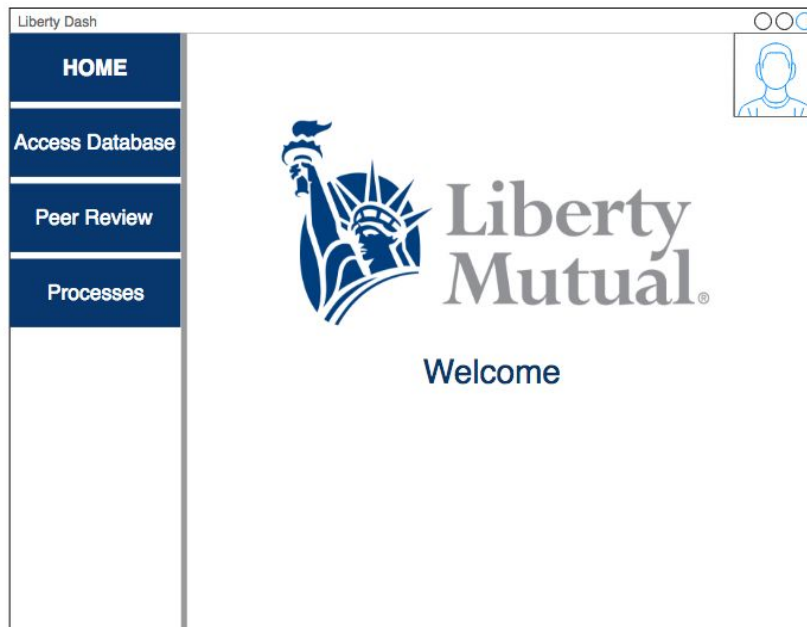 Liberty Dash
HOME
Access Database
Peer Review
Processes
Liberty
Mutual®
Welcome